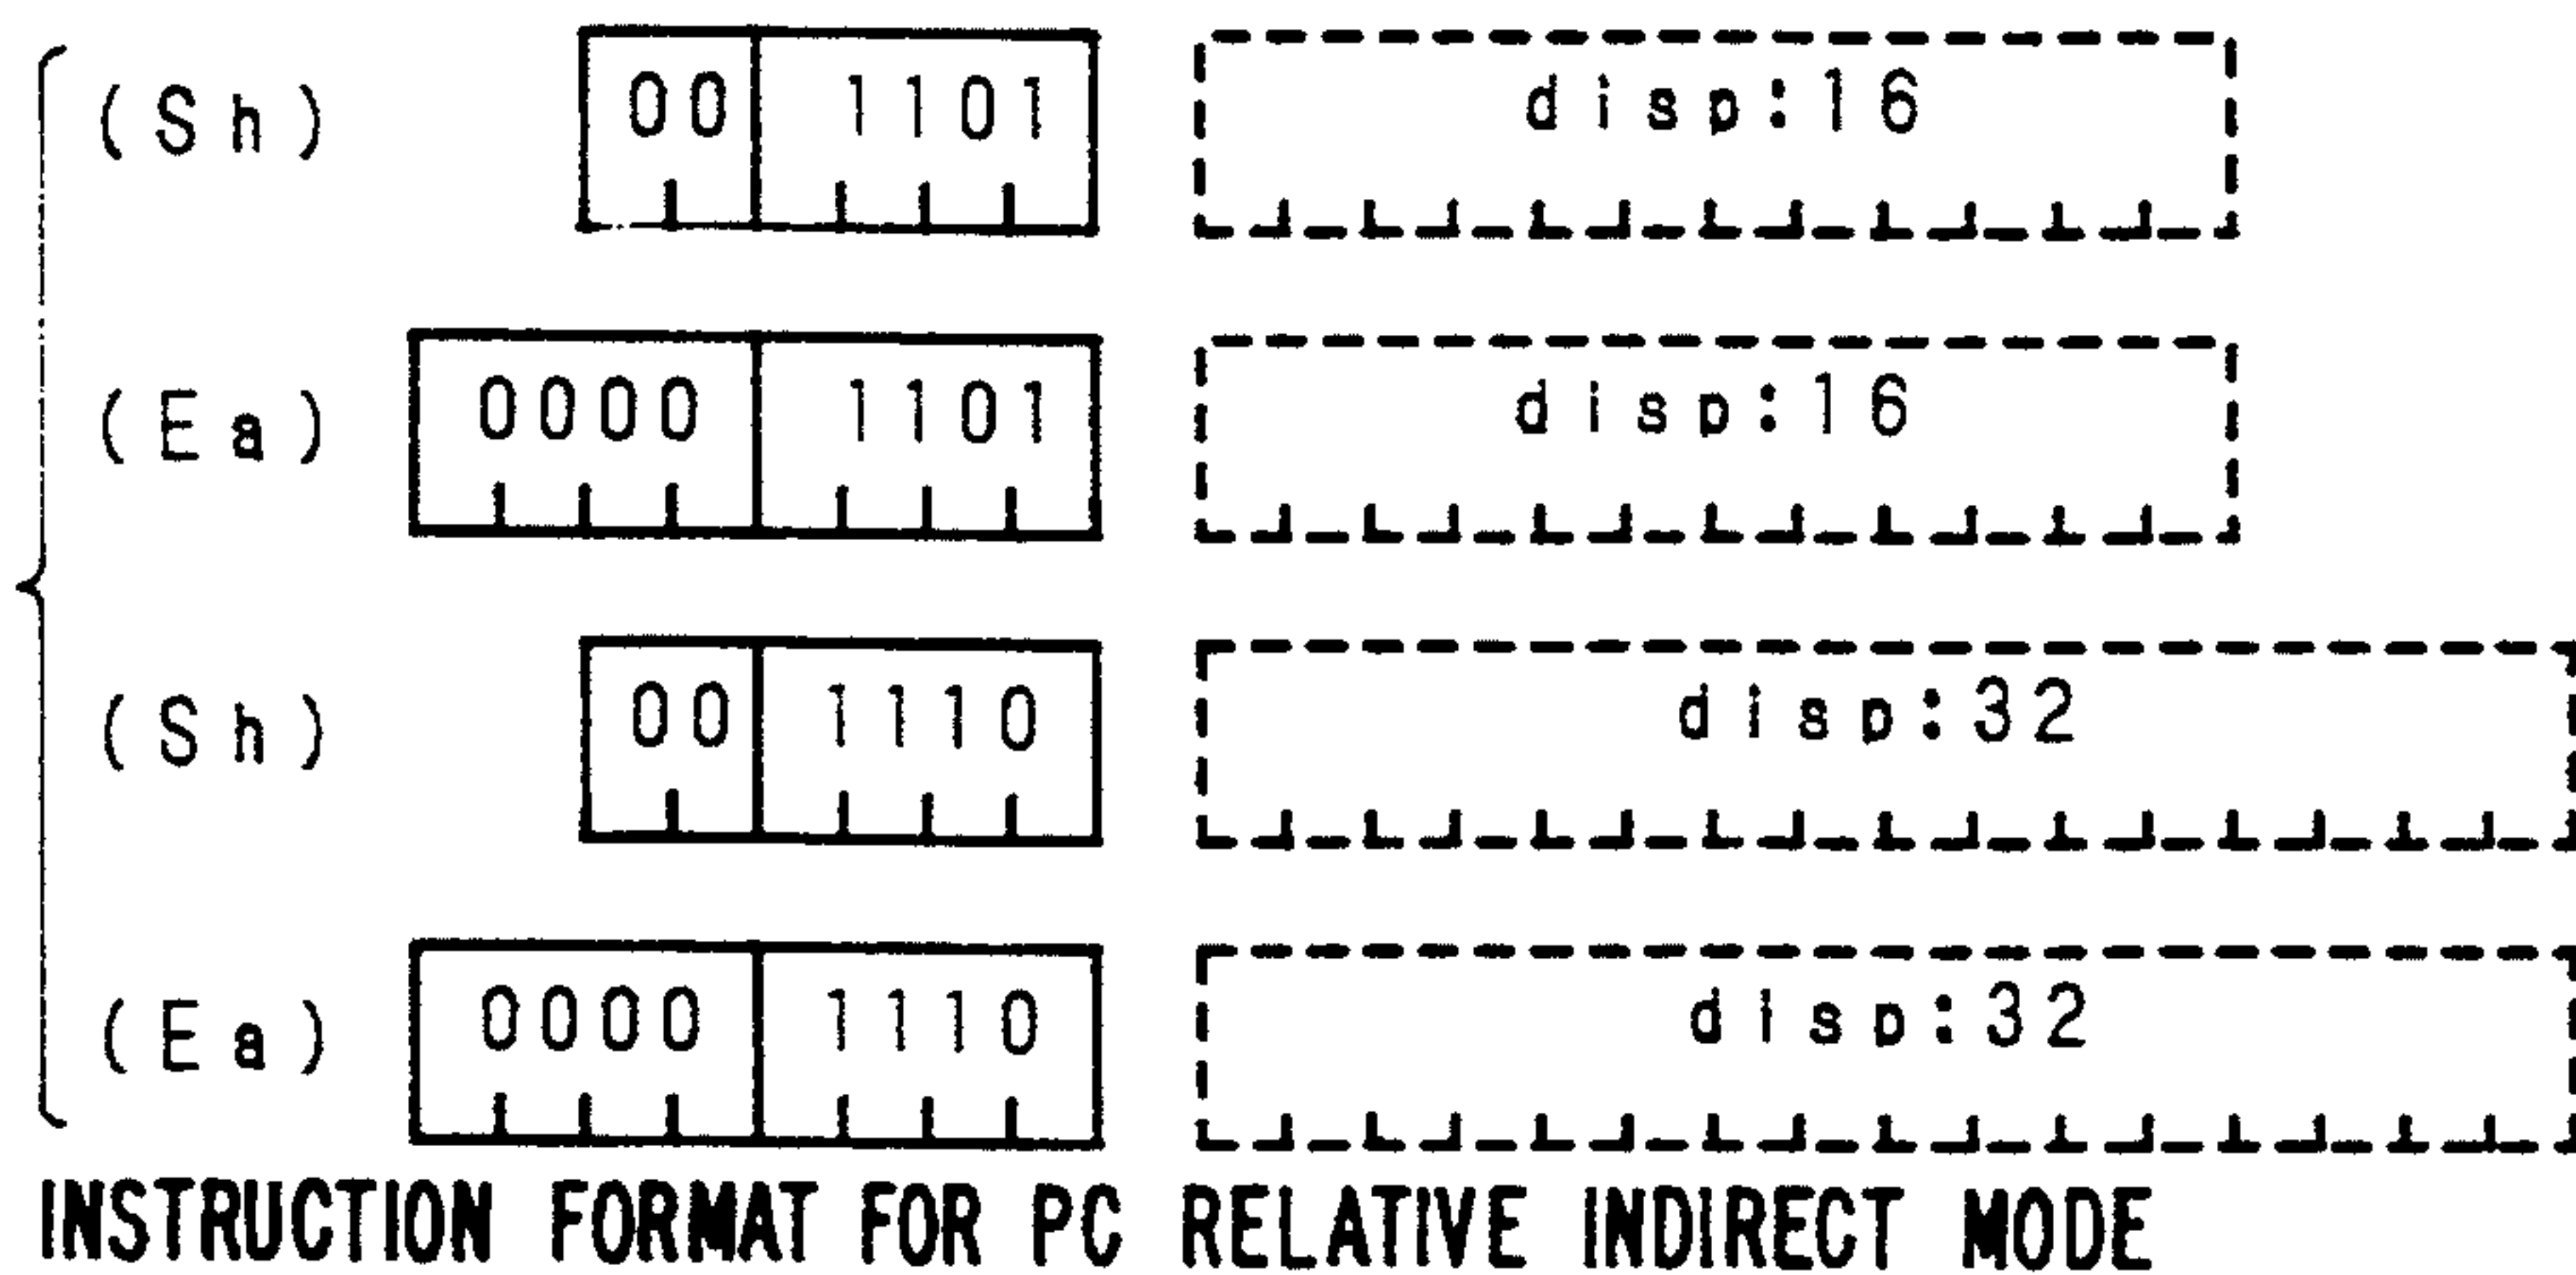 (Sh) 00 1101 disp:16
(Ea) 0000 1101 disp:16
(Sh) 00 1110 disp:32
(Ea) 0000 1110 disp:32
INSTRUCTION FORMAT FOR PC RELATIVE INDIRECT MODE